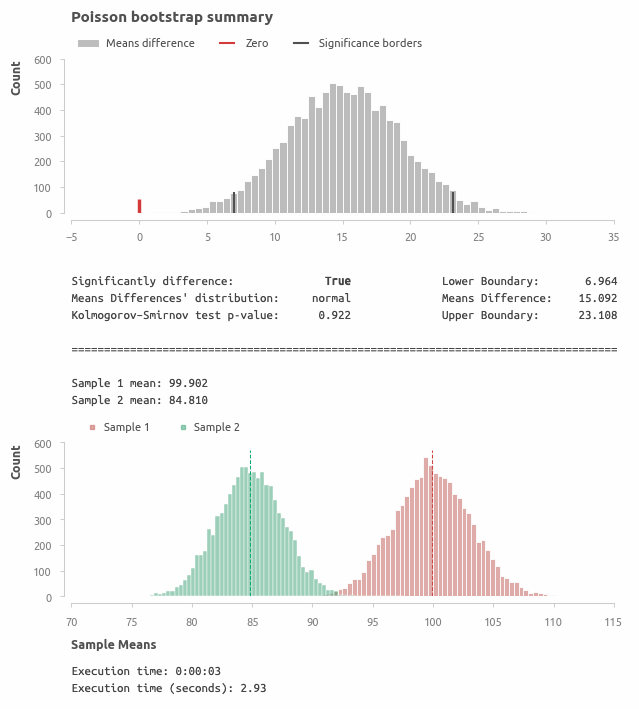 Poisson bootstrap summary
Means difference Zero Significance borders
Count
600
500
400
300
200
100
0
−5 0 5 10 15 20 25 30 35
Significantly difference: True Lower Boundary: 6.964
Means Differences' distribution: normal Means Difference: 15.092
Kolmogorov-Smirnov test p-value: 0.922 Upper Boundary: 23.108
====================================================================================
Sample 1 mean: 99.902
Sample 2 mean: 84.810
Sample 1 Sample 2
Count
600
500
400
300
200
100
0
70 75 80 85 90 95 100 105 110 115
Sample Means
Execution time: 0:00:03
Execution time (seconds): 2.93